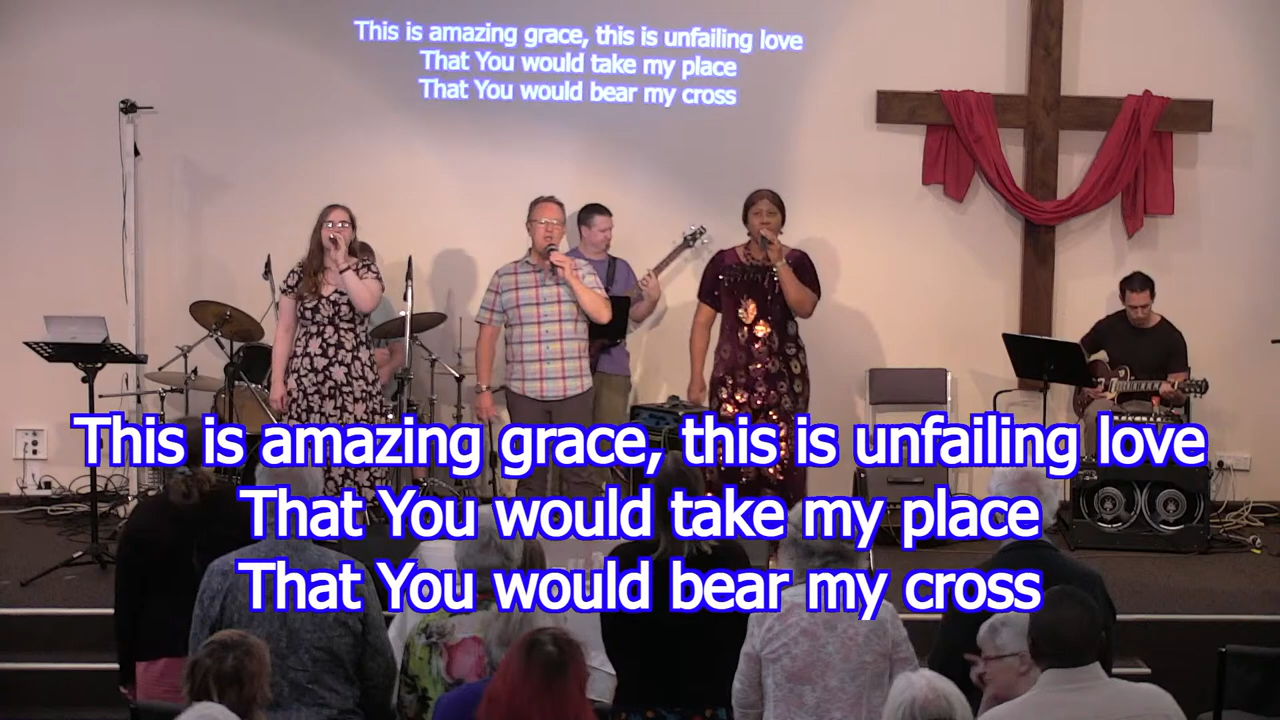 This is amazing grace, this is unfailing love
That You would take my place
That You would bear my cross
This is amazing grace, this is unfailing love
That You would take my place
That You would bear my cross